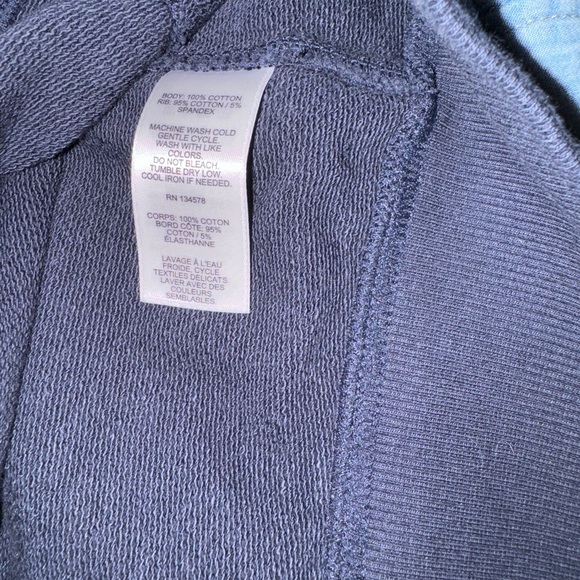 BODY: 100% COTTON
RIB: 95% COTTON / 5%
SPANDEX
MACHINE WASH COLD
GENTLE CYCLE.
WASH WITH LIKE
COLORS.
DO NOT BLEACH.
TUMBLE DRY LOW.
COOL IRON IF NEEDED.
RN 134578
CORPS: 100% COTON
BORD CÔTE: 95%
COTON / 5%
ÉLASTHANNE
LAVAGE À L'EAU
FROIDE, CYCLE
TEXTILES DÉLICATS.
LAVER AVEC DES
COULEURS
SEMBLABLES